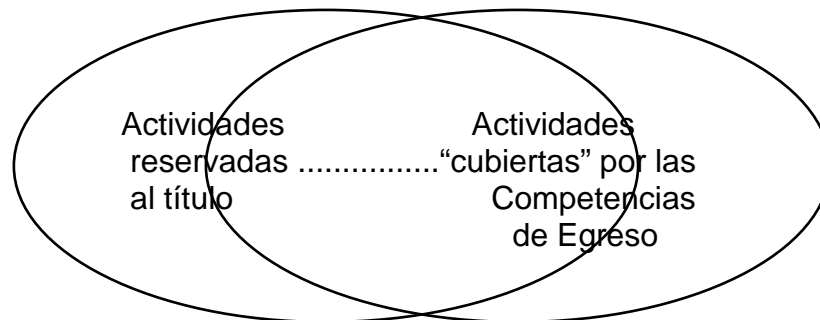 Actividades Actividades
reservadas ................“cubiertas” por las
al título Competencias
de Egreso